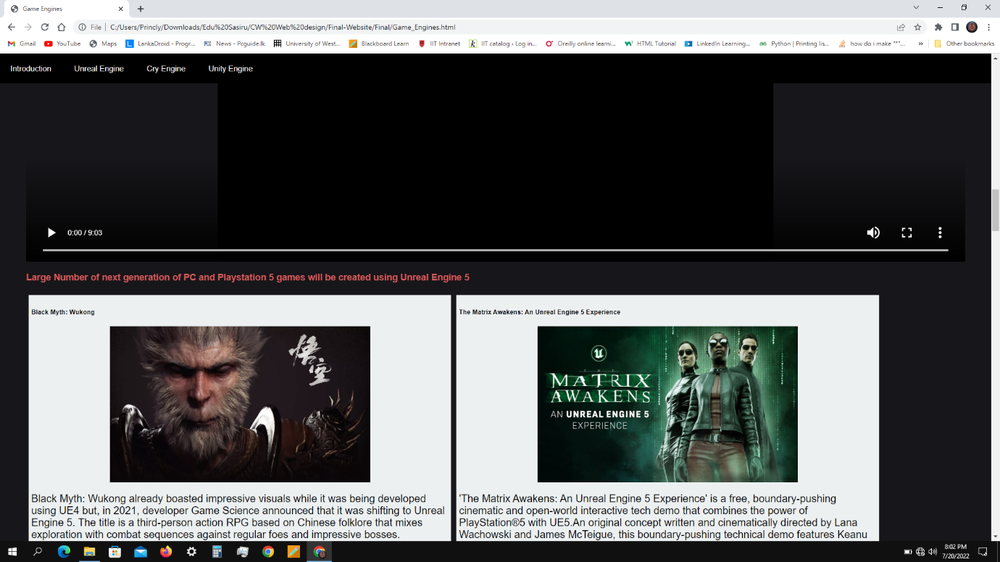 Game Engines
File
C:/Users/Princly/Downloads/Edu%20Sasiru/CW%20Web%20design/Final-Website/Final/Game_Engines.html
Gmail
YouTube
Maps
LankaDroid - Progr...
News - Pcguide.lk
University of West...
Blackboard Learn
IIT Intranet
IIT catalog › Log in...
Oreilly online learni...
HTML Tutorial
LinkedIn Learning...
Python | Printing lis...
how do i make "*"...
»
Other bookmarks
Introduction
Unreal Engine
Cry Engine
Unity Engine
0:00 / 9:03
Large Number of next generation of PC and Playstation 5 games will be created using Unreal Engine 5
Black Myth: Wukong
悟空
Black Myth: Wukong already boasted impressive visuals while it was being developed
using UE4 but, in 2021, developer Game Science announced that it was shifting to Unreal
Engine 5. The title is a third-person action RPG based on Chinese folklore that mixes
exploration with combat sequences against regular foes and impressive bosses.
The Matrix Awakens: An Unreal Engine 5 Experience
THE
MATRIX
AWAKENS
AN UNREAL ENGINE 5
EXPERIENCE
'The Matrix Awakens: An Unreal Engine 5 Experience' is a free, boundary-pushing
cinematic and open-world interactive tech demo that combines the power of
PlayStation®5 with UE5.An original concept written and cinematically directed by Lana
Wachowski and James McTeigue, this boundary-pushing technical demo features Keanu
8:02 PM
7/20/2022